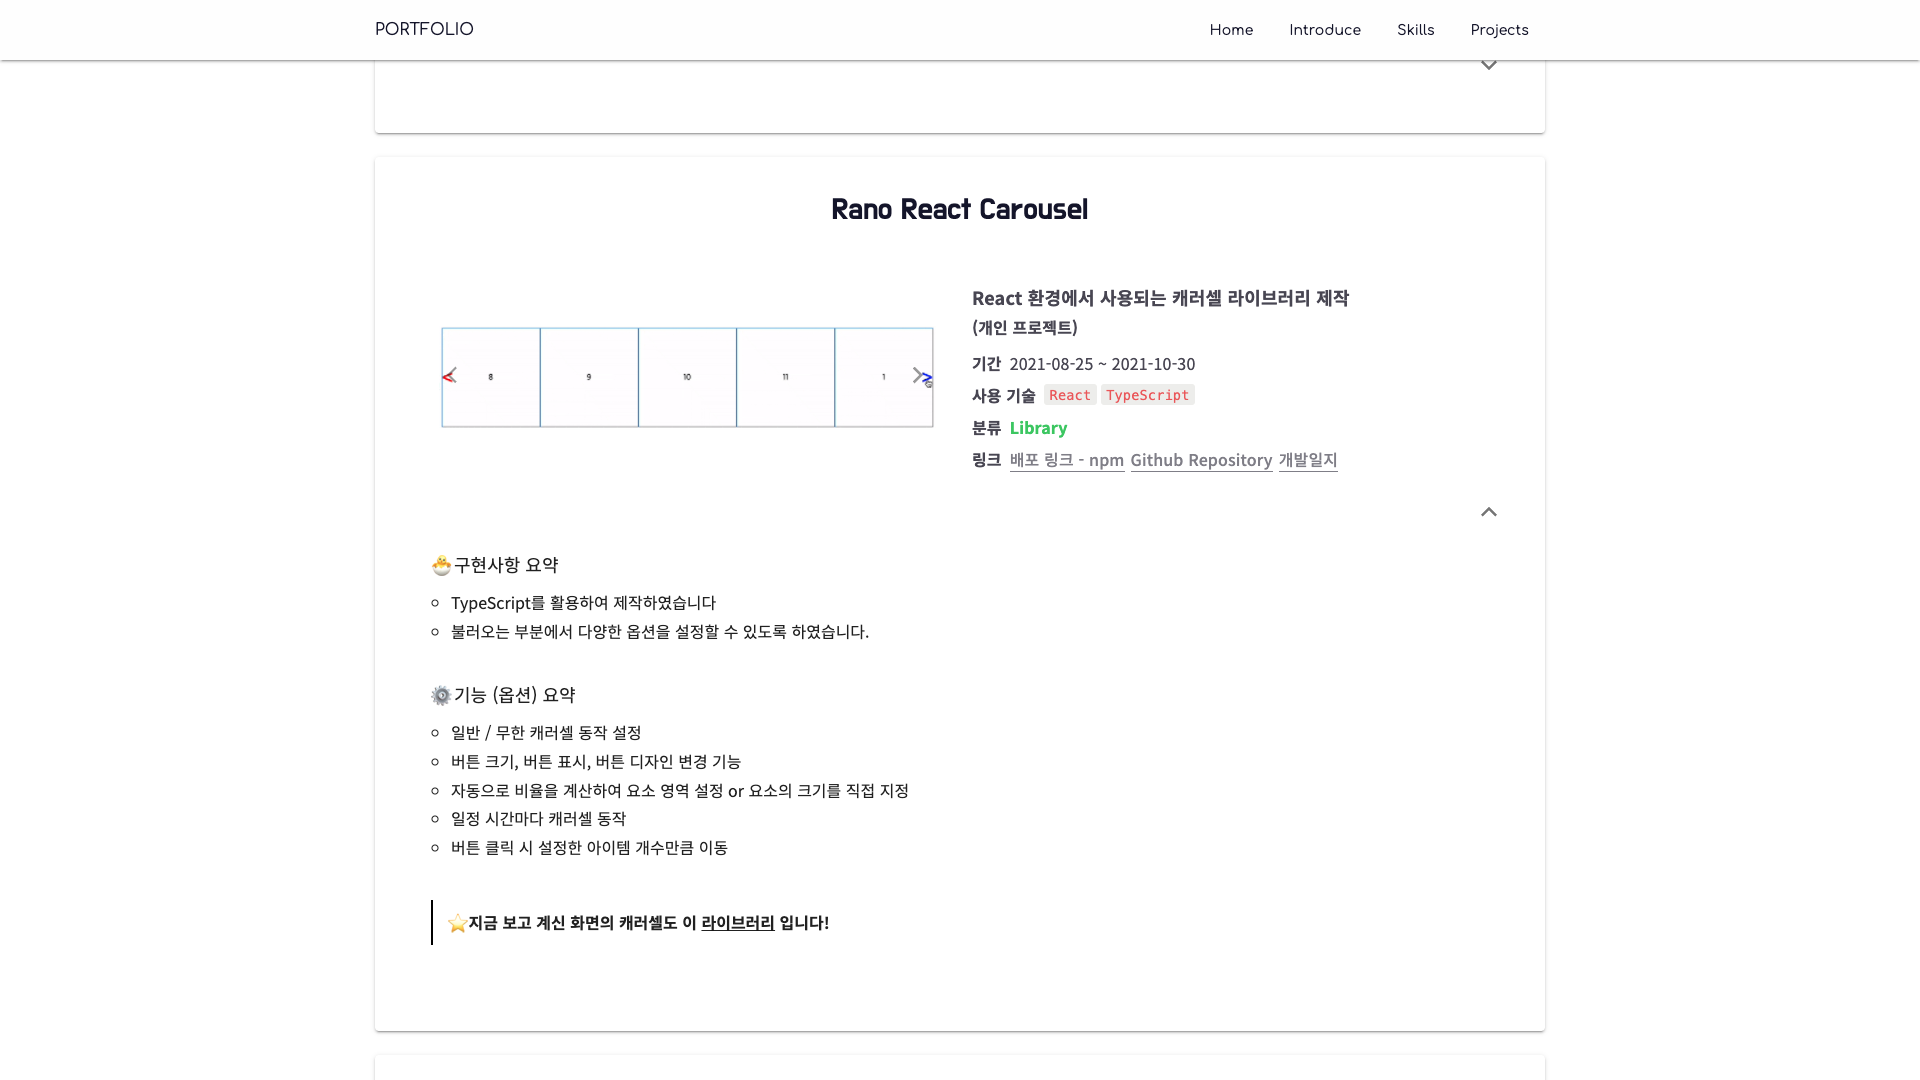 PORTFOLIO
Home Introduce Skills Projects
Rano React Carousel
< 8 9 10 11 1 >
React 환경에서 사용되는 캐러셀 라이브러리 제작
(개인 프로젝트)
기간 2021-08-25 ~ 2021-10-30
사용 기술 React TypeScript
분류 Library
링크 배포 링크 - npm Github Repository 개발일지
🐣구현사항 요약
TypeScript를 활용하여 제작하였습니다
불러오는 부분에서 다양한 옵션을 설정할 수 있도록 하였습니다.
⚙️기능 (옵션) 요약
일반 / 무한 캐러셀 동작 설정
버튼 크기, 버튼 표시, 버튼 디자인 변경 기능
자동으로 비율을 계산하여 요소 영역 설정 or 요소의 크기를 직접 지정
일정 시간마다 캐러셀 동작
버튼 클릭 시 설정한 아이템 개수만큼 이동
⭐지금 보고 계신 화면의 캐러셀도 이 라이브러리 입니다!